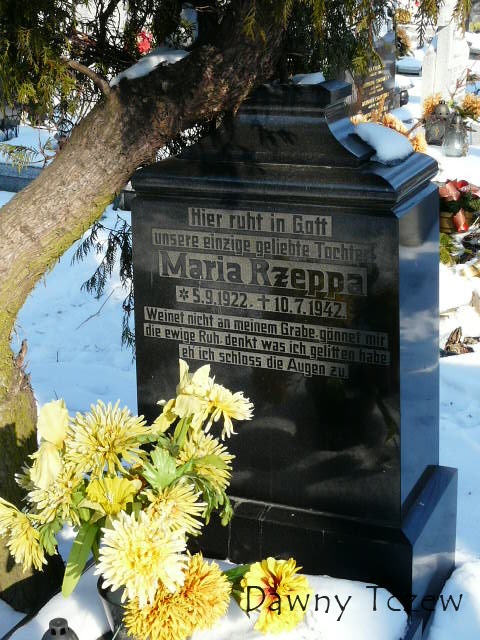 Hier ruht in Gott
unsere einzige geliebte Tochter
Maria Rzeppa
*5.9.1922. +10.7.1942.
Weinet nicht an meinem Grabe, gönnet mir
die ewige Ruh, denkt was ich gelitten habe
eh ich schloss die Augen zu.
Dawny Tczew